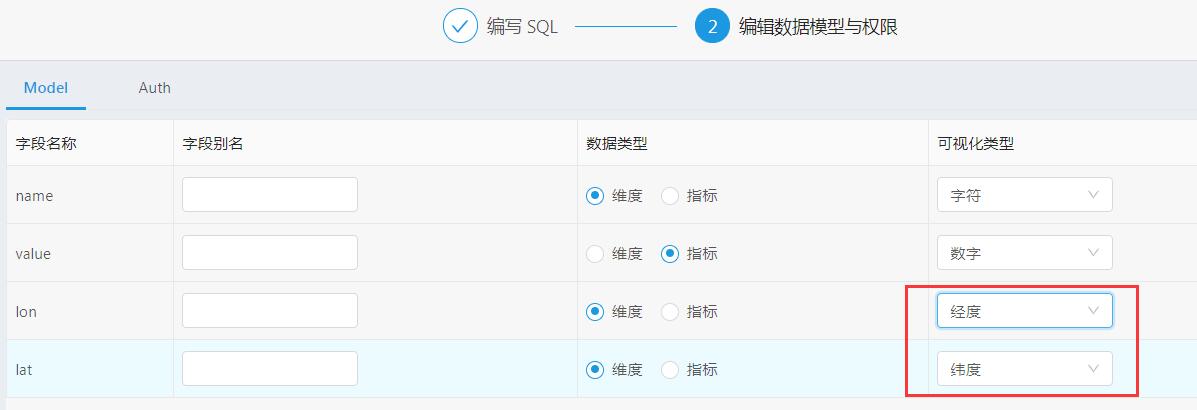 编写 SQL
2 编辑数据模型与权限
Model Auth
字段名称 字段别名 数据类型 可视化类型
name 维度 指标 字符
value 维度 指标 数字
lon 维度 指标 经度
lat 维度 指标 纬度